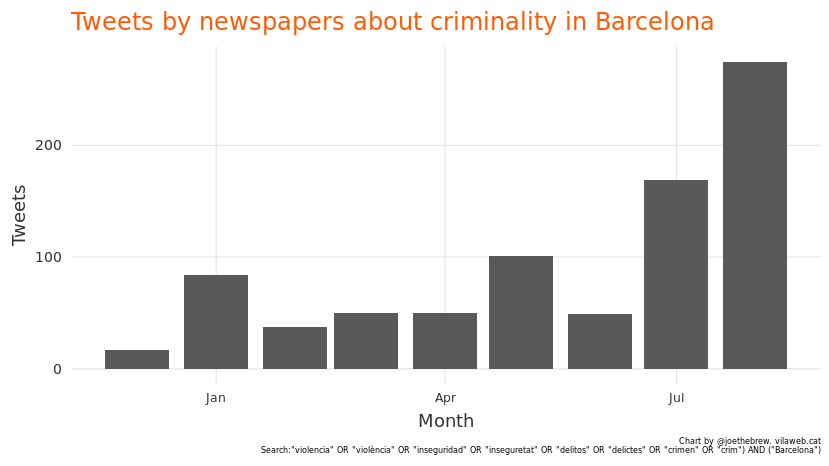 Tweets by newspapers about criminality in Barcelona
Tweets
200
100
0
Jan
Apr
Jul
Month
Chart by @joethebrew. vilaweb.cat
Search:"violencia" OR "violència" OR "inseguridad" OR "inseguretat" OR "delitos" OR "delictes" OR "crimen" OR "crim") AND ("Barcelona")